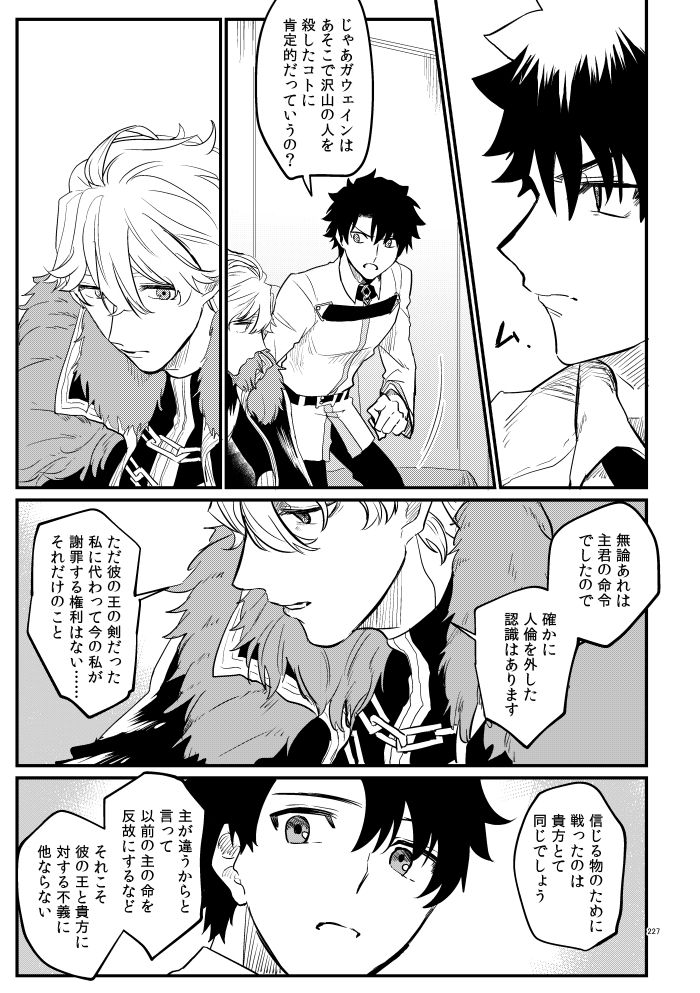 じゃあガウェインは
あそこで沢山の人を
殺したコトに
肯定的だっていうの？
ム.
無論あれは
主君の命令
でしたので
確かに
人倫を外した
認識はあります
ただ彼の王の剣だった
私に代わって今の私が
謝罪する権利はない……
それだけのこと
信じる物のために
戦ったのは
貴方とて
同じでしょう
主が違うからと
言って
以前の主の命を
反故にするなど
それこそ
彼の王と貴方に
対する不義に
他ならない
227